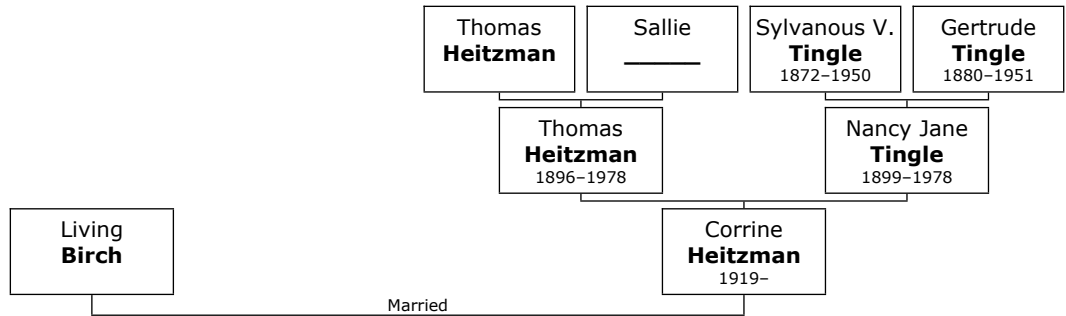 Thomas
Heitzman
Sallie
______
Sylvanous V.
Tingle
1872–1950
Gertrude
Tingle
1880–1951
Thomas
Heitzman
1896–1978
Nancy Jane
Tingle
1899–1978
Living
Birch
Corrine
Heitzman
1919–
Married